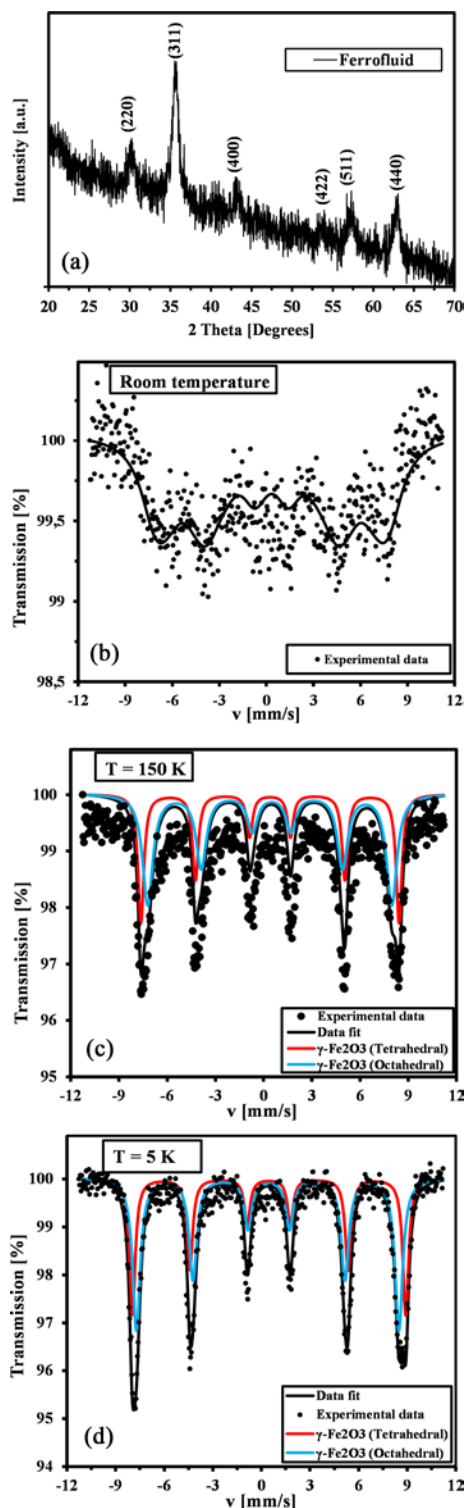 (311)
Ferrofluid
(220)
(400)
(422)
(511)
(440)
Intensity [a.u.]
(a)
20 25 30 35 40 45 50 55 60 65 70
2 Theta [Degrees]
Room temperature
100
99,5
99
98,5
Transmission [%]
(b)
Experimental data
-12 -9 -6 -3 0 3 6 9 12
v [mm/s]
T = 150 K
100
99
98
97
96
95
Transmission [%]
(c)
Experimental data
Data fit
γ-Fe2O3 (Tetrahedral)
γ-Fe2O3 (Octahedral)
-12 -9 -6 -3 0 3 6 9 12
v [mm/s]
T = 5 K
100
99
98
97
96
95
94
Transmission [%]
(d)
Data fit
Experimental data
γ-Fe2O3 (Tetrahedral)
γ-Fe2O3 (Octahedral)
-12 -9 -6 -3 0 3 6 9 12
v [mm/s]